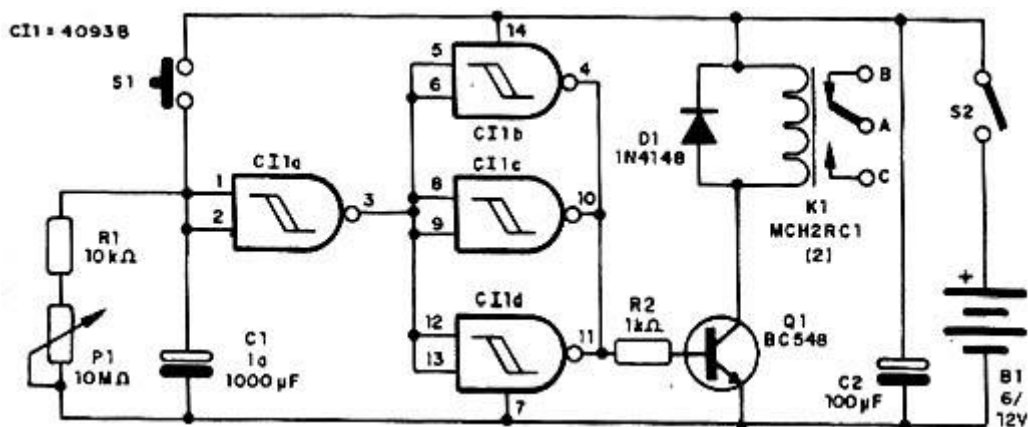 CI1 = 4093B
S1
14
5
6
4
CI1b
D1
1N4148
B
A
C
K1
MCH2RC1
(2)
S2
CI1a
1
2
3
CI1c
8
9
10
R1
10kΩ
P1
10MΩ
C1
1a
1000µF
CI1d
12
13
11
7
R2
1kΩ
Q1
BC548
C2
100µF
+
B1
6/
12V